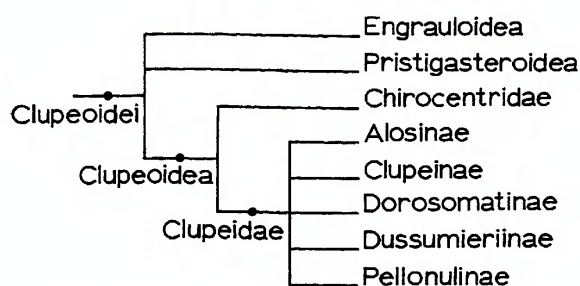 Engrauloidea
Pristigasteroidea
Chirocentridae
Clupeoidei
Alosinae
Clupeoidea
Clupeinae
Dorosomatinae
Clupeidae
Dussumieriinae
Pellonulinae